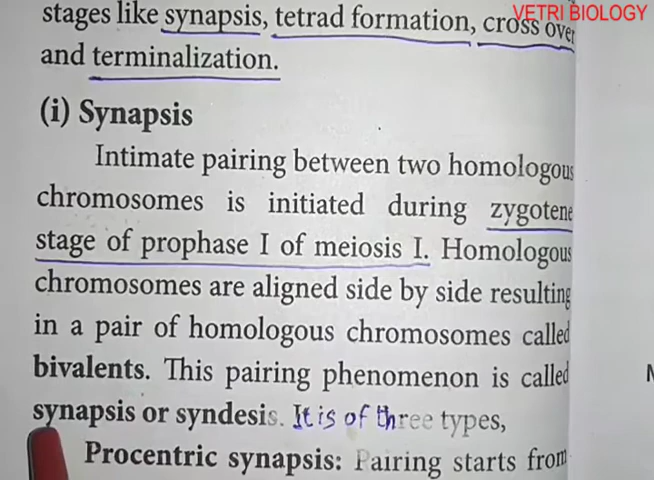 VETRI BIOLOGY
stages like synapsis, tetrad formation, cross over
and terminalization.
(i) Synapsis
Intimate pairing between two homologous
chromosomes is initiated during zygotene
stage of prophase I of meiosis I. Homologous
chromosomes are aligned side by side resulting
in a pair of homologous chromosomes called
bivalents. This pairing phenomenon is called
synapsis or syndesis. It is of three types,
Procentric synapsis: Pairing starts from